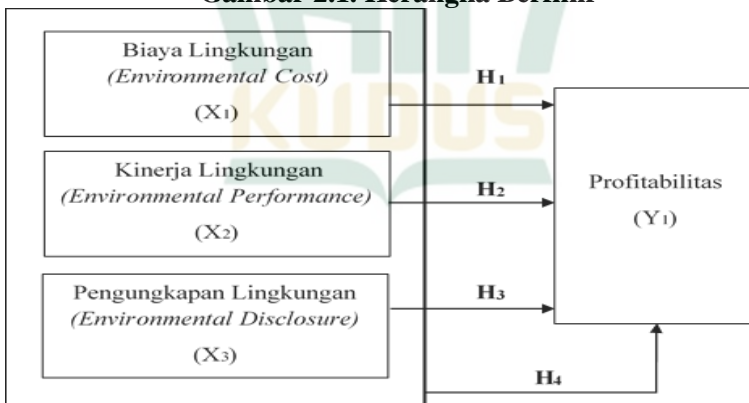 Gambar 2.1. Kerangka Berfikir
Biaya Lingkungan
(Environmental Cost)
(X1)
Kinerja Lingkungan
(Environmental Performance)
(X2)
Pengungkapan Lingkungan
(Environmental Disclosure)
(X3)
H1
H2
H3
H4
Profitabilitas
(Y1)
KUDUS